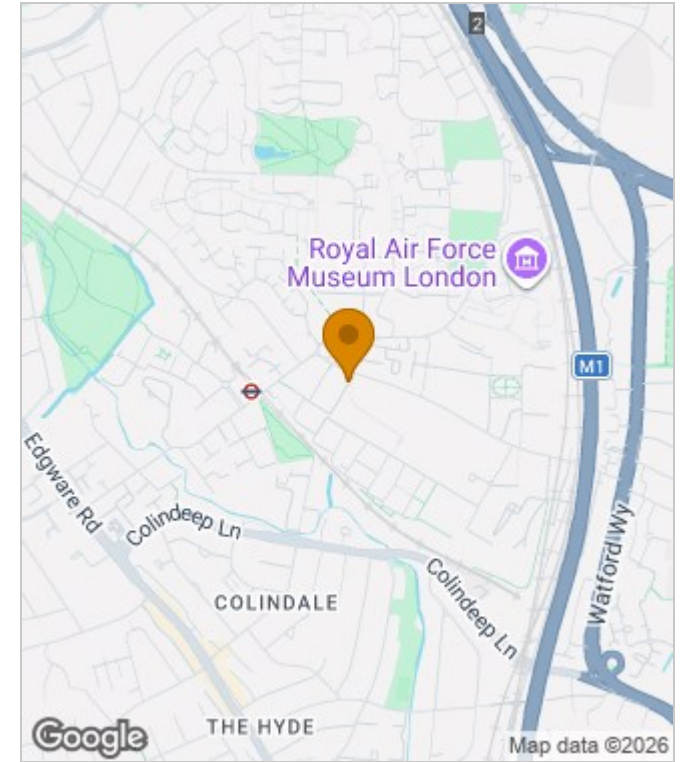 2
Royal Air Force
Museum London
M1
Edgware Rd
Colindeep Ln
Colindeep Ln
Watford Wy
COLINDALE
THE HYDE
Google
Map data ©2026